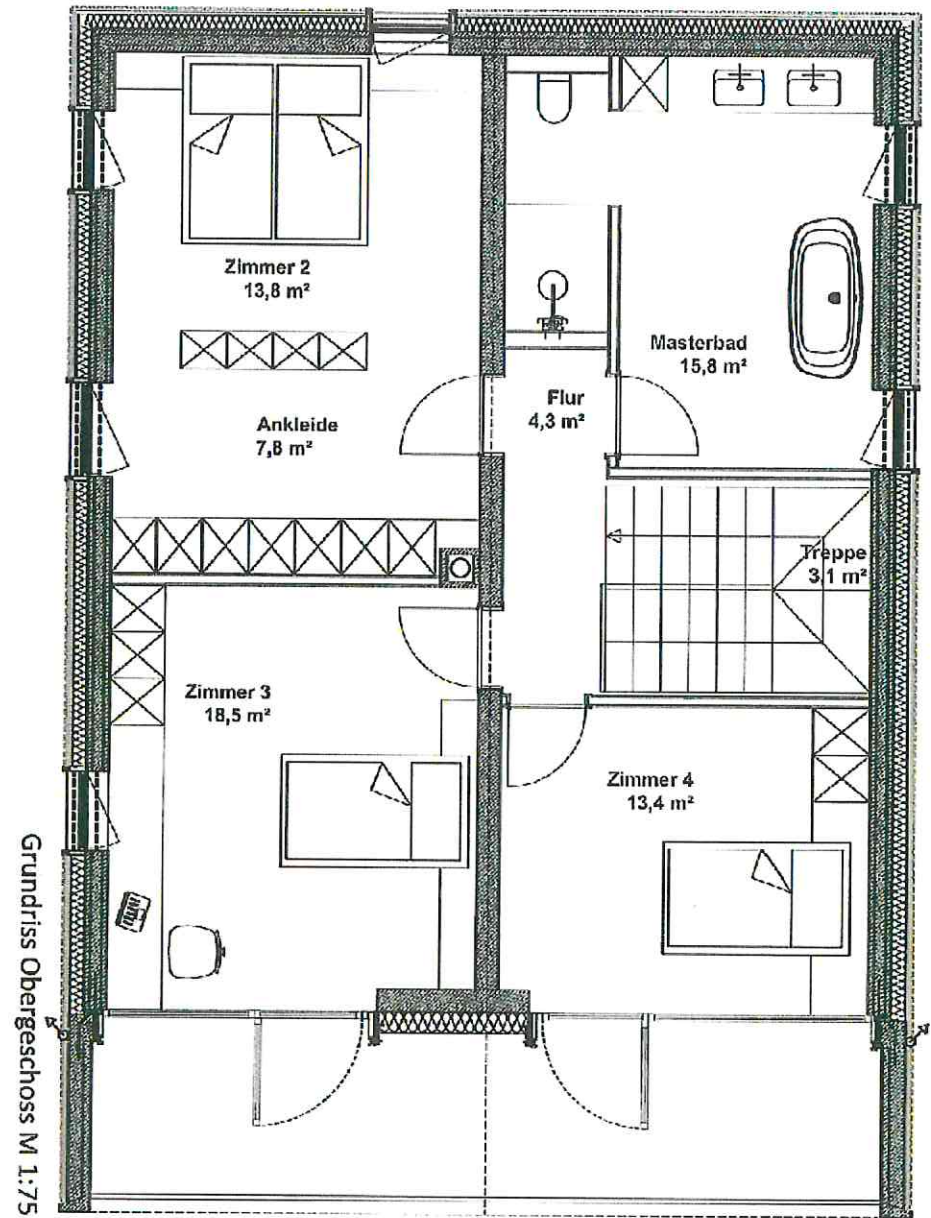 Zimmer 2
13,8 m²
Masterbad
15,8 m²
Flur
4,3 m²
Ankleide
7,8 m²
Treppe
3,1 m²
Zimmer 3
18,5 m²
Zimmer 4
13,4 m²
Grundriss Obergeschoss M 1:75